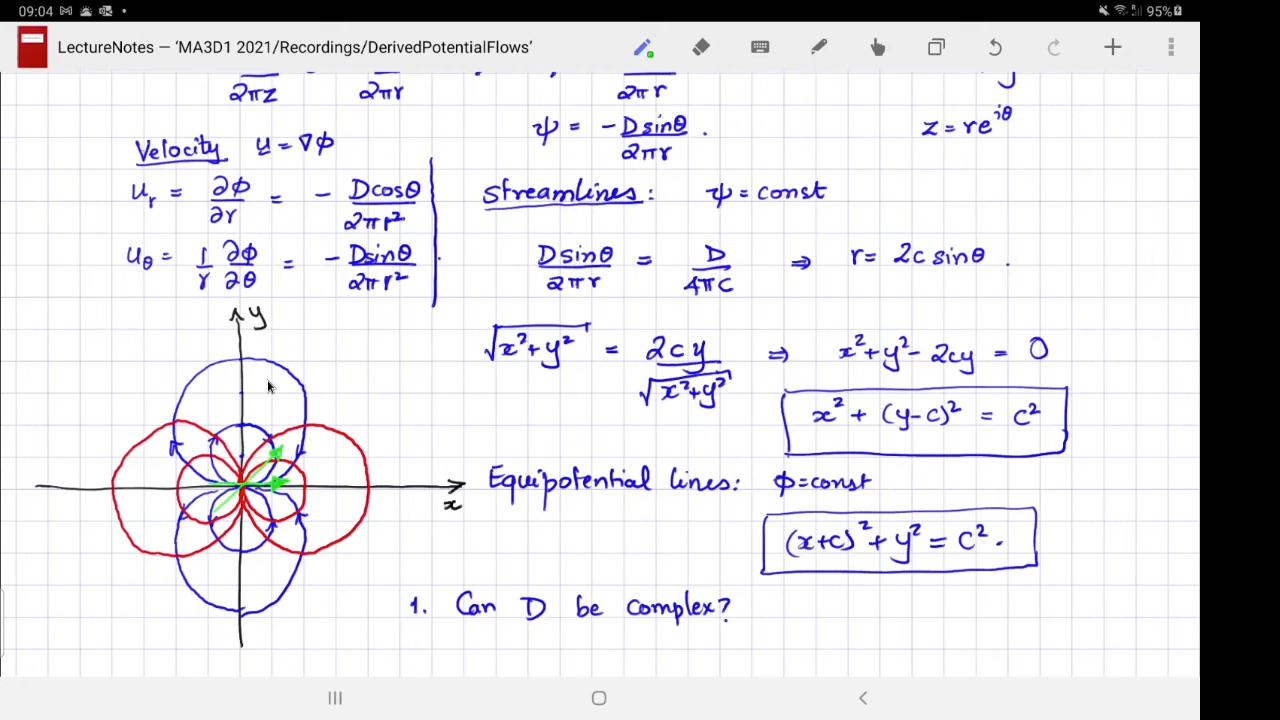 09:04
95%
LectureNotes — ‘MA3D1 2021/Recordings/DerivedPotentialFlows’
2πz 2πr 2πr y
ψ = - Dsinθ / 2πr .
z = re^{iθ}
Velocity u = ∇φ
u_r = ∂φ/∂r = - Dcosθ / 2πr²
Streamlines : ψ = const
u_θ = 1/r ∂φ/∂θ = - Dsinθ / 2πr²
Dsinθ / 2πr = D / 4πC ⇒ r = 2c sinθ .
y
√(x²+y²) = 2cy / √(x²+y²) ⇒ x²+y² - 2cy = 0
x² + (y-c)² = c²
Equipotential lines: φ=const
x
(x+c)² + y² = c² .
1. Can D be complex?